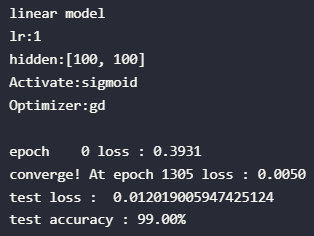 linear model
lr:1
hidden:[100, 100]
Activate:sigmoid
Optimizer:gd
epoch    0 loss : 0.3931
converge! At epoch 1305 loss : 0.0050
test loss :  0.012019005947425124
test accuracy : 99.00%